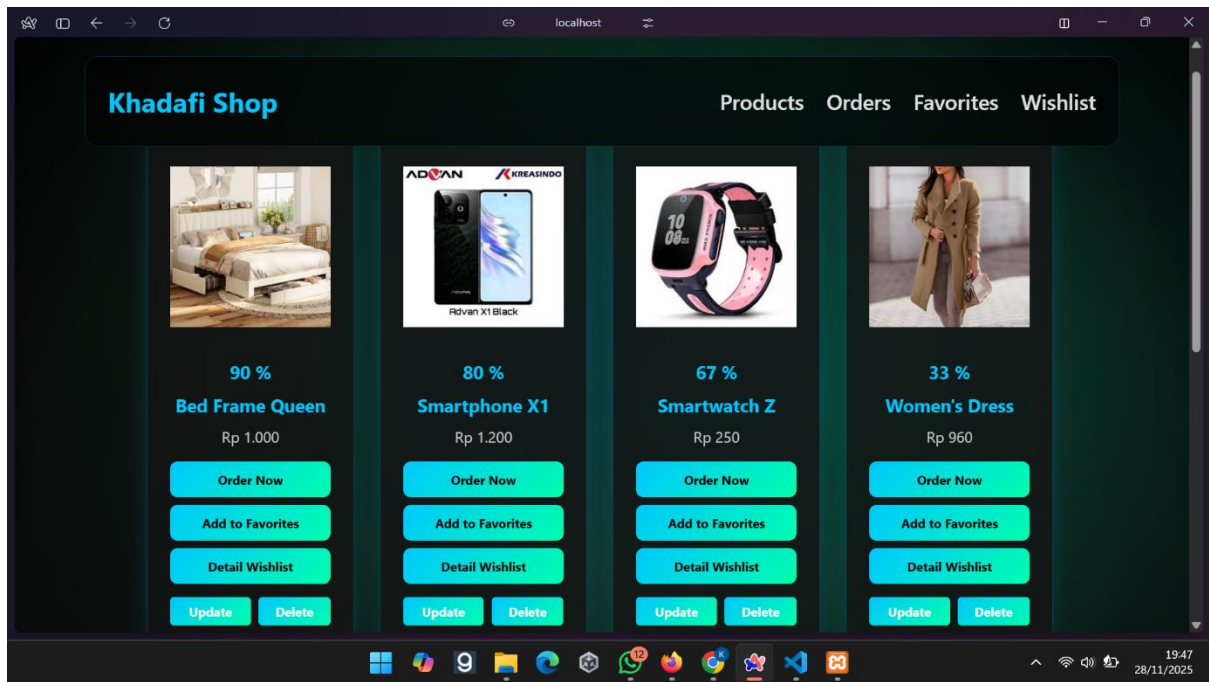 localhost
Khadafi Shop
Products Orders Favorites Wishlist
ADVAN KREASINDO
Advan X1 Black
10
08
90 % 80 % 67 % 33 %
Bed Frame Queen Smartphone X1 Smartwatch Z Women's Dress
Rp 1.000 Rp 1.200 Rp 250 Rp 960
Order Now Order Now Order Now Order Now
Add to Favorites Add to Favorites Add to Favorites Add to Favorites
Detail Wishlist Detail Wishlist Detail Wishlist Detail Wishlist
Update Delete Update Delete Update Delete Update Delete
12
K
19:47
28/11/2025